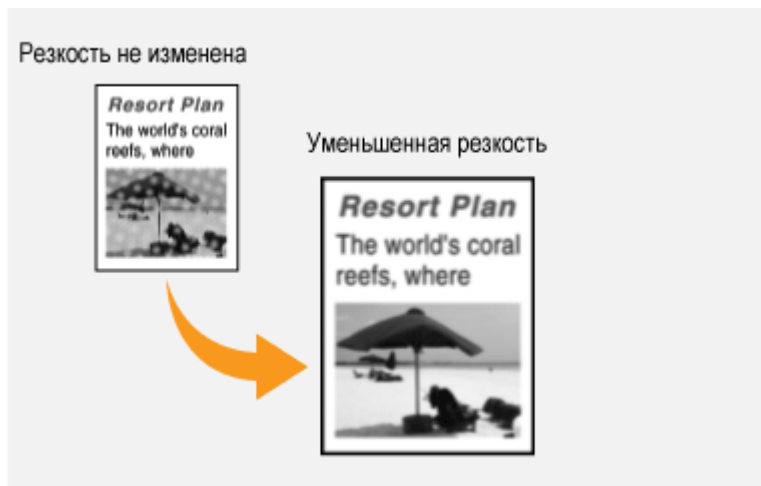 Резкость не изменена
Resort Plan
The world's coral
reefs, where
Уменьшенная резкость
Resort Plan
The world's coral
reefs, where